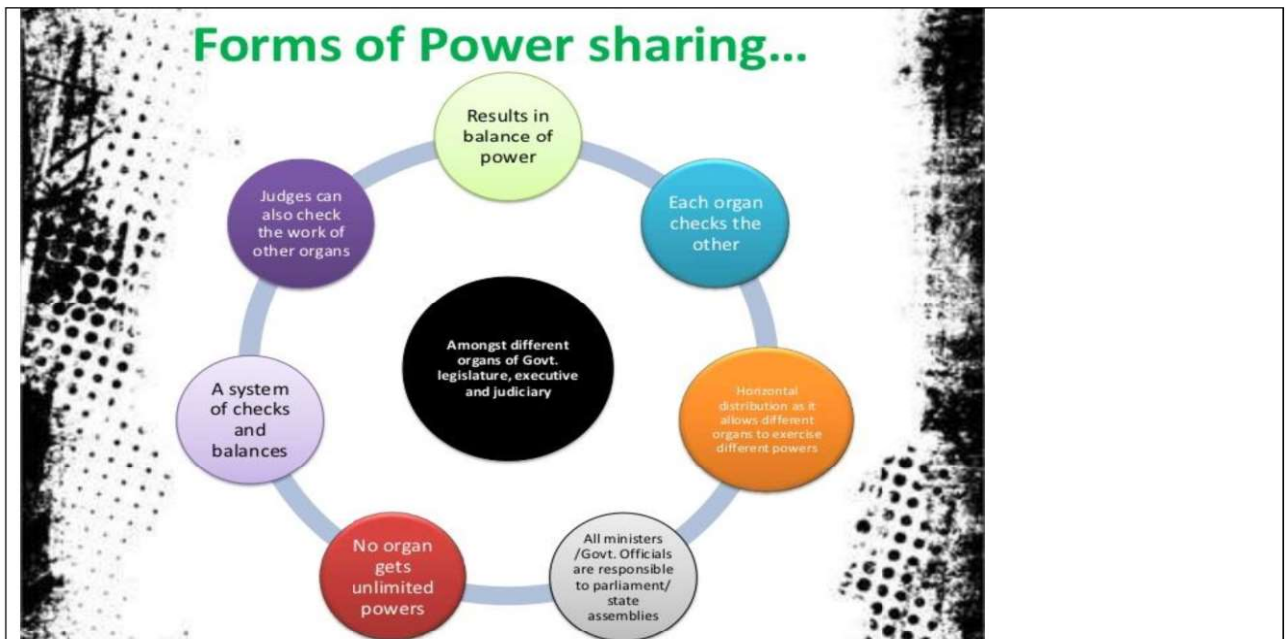 Forms of Power sharing...
Results in
balance of
power
Each organ
checks the
other
Horizontal
distribution as it
allows different
organs to exercise
different powers
All ministers
/Govt. Officials
are responsible
to parliament/
state
assemblies
No organ
gets
unlimited
powers
A system
of checks
and
balances
Judges can
also check
the work of
other organs
Amongst different
organs of Govt.
legislature, executive
and judiciary